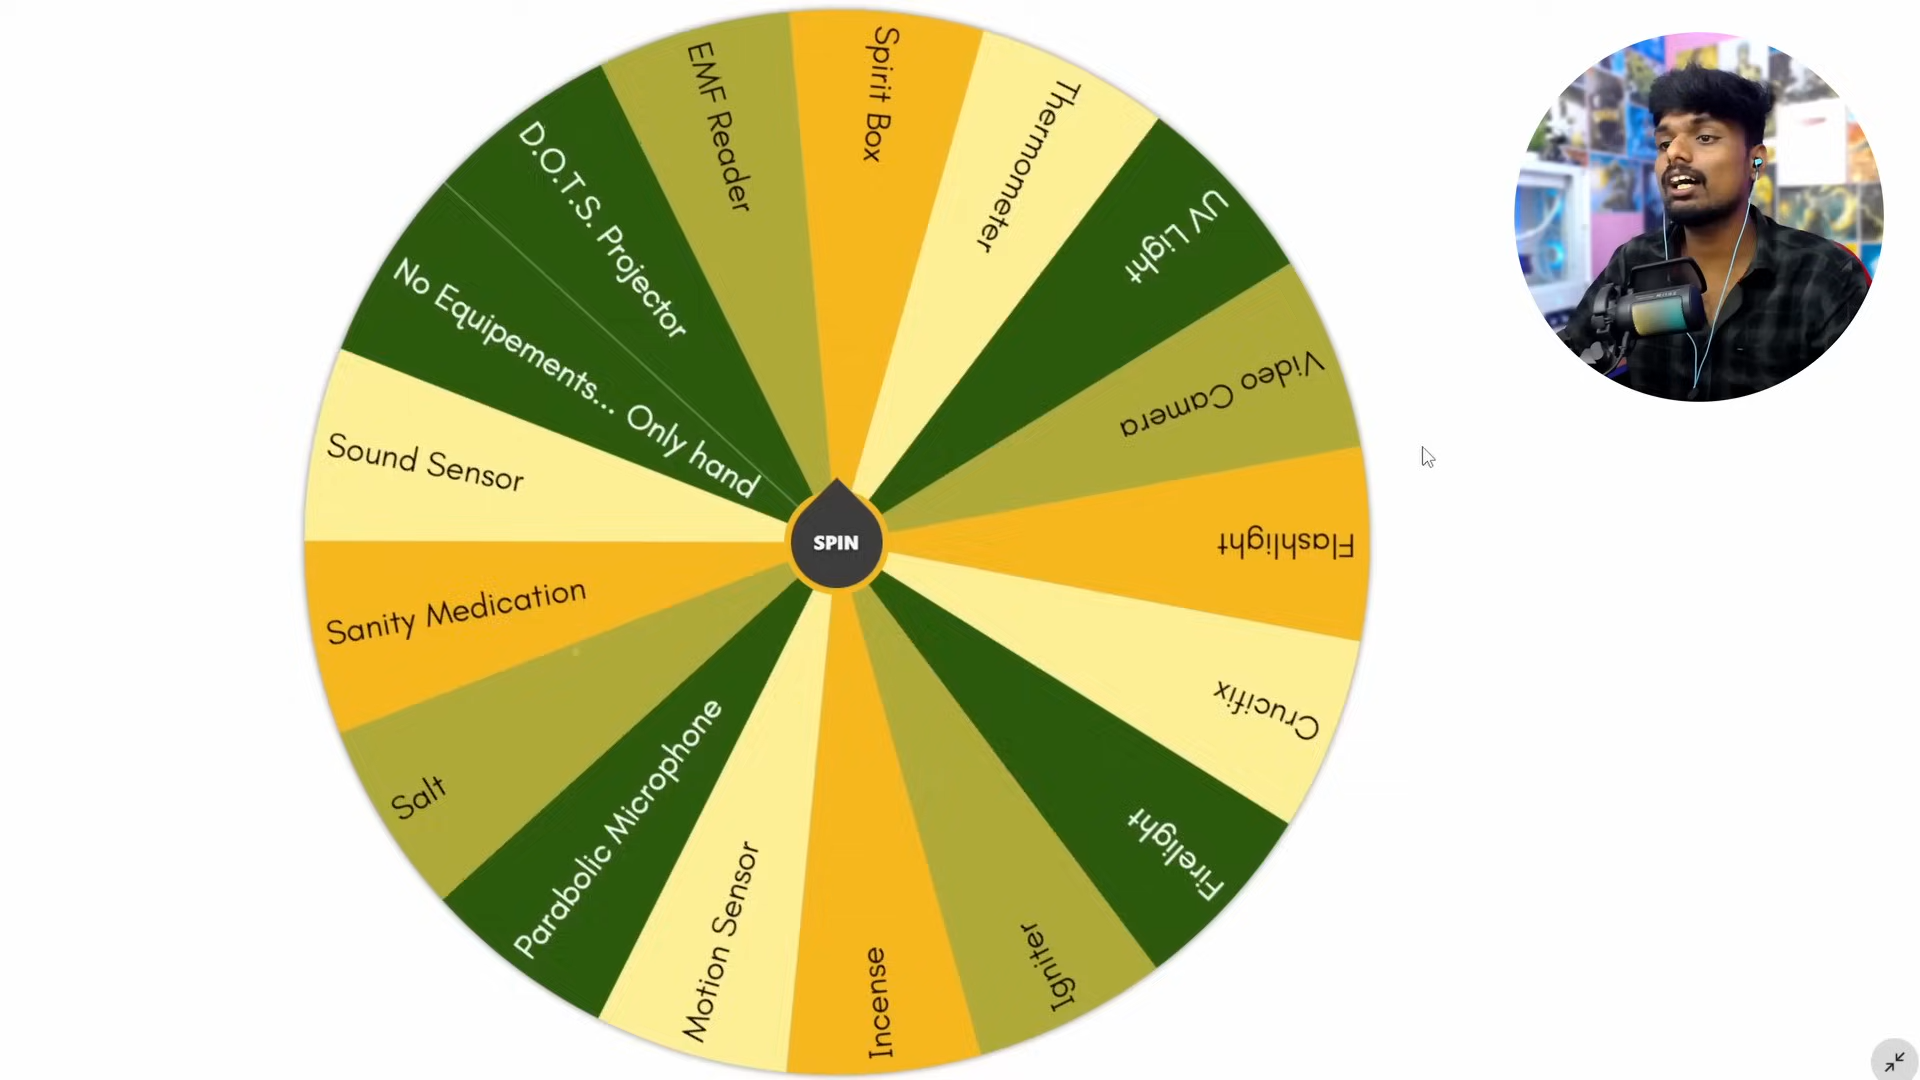 Spirit Box
Thermometer
UV Light
Video Camera
Flashlight
Crucifix
Firelight
Igniter
Incense
Motion Sensor
Parabolic Microphone
Salt
Sanity Medication
Sound Sensor
No Equipements... Only hand
D.O.T.S. Projector
EMF Reader
SPIN